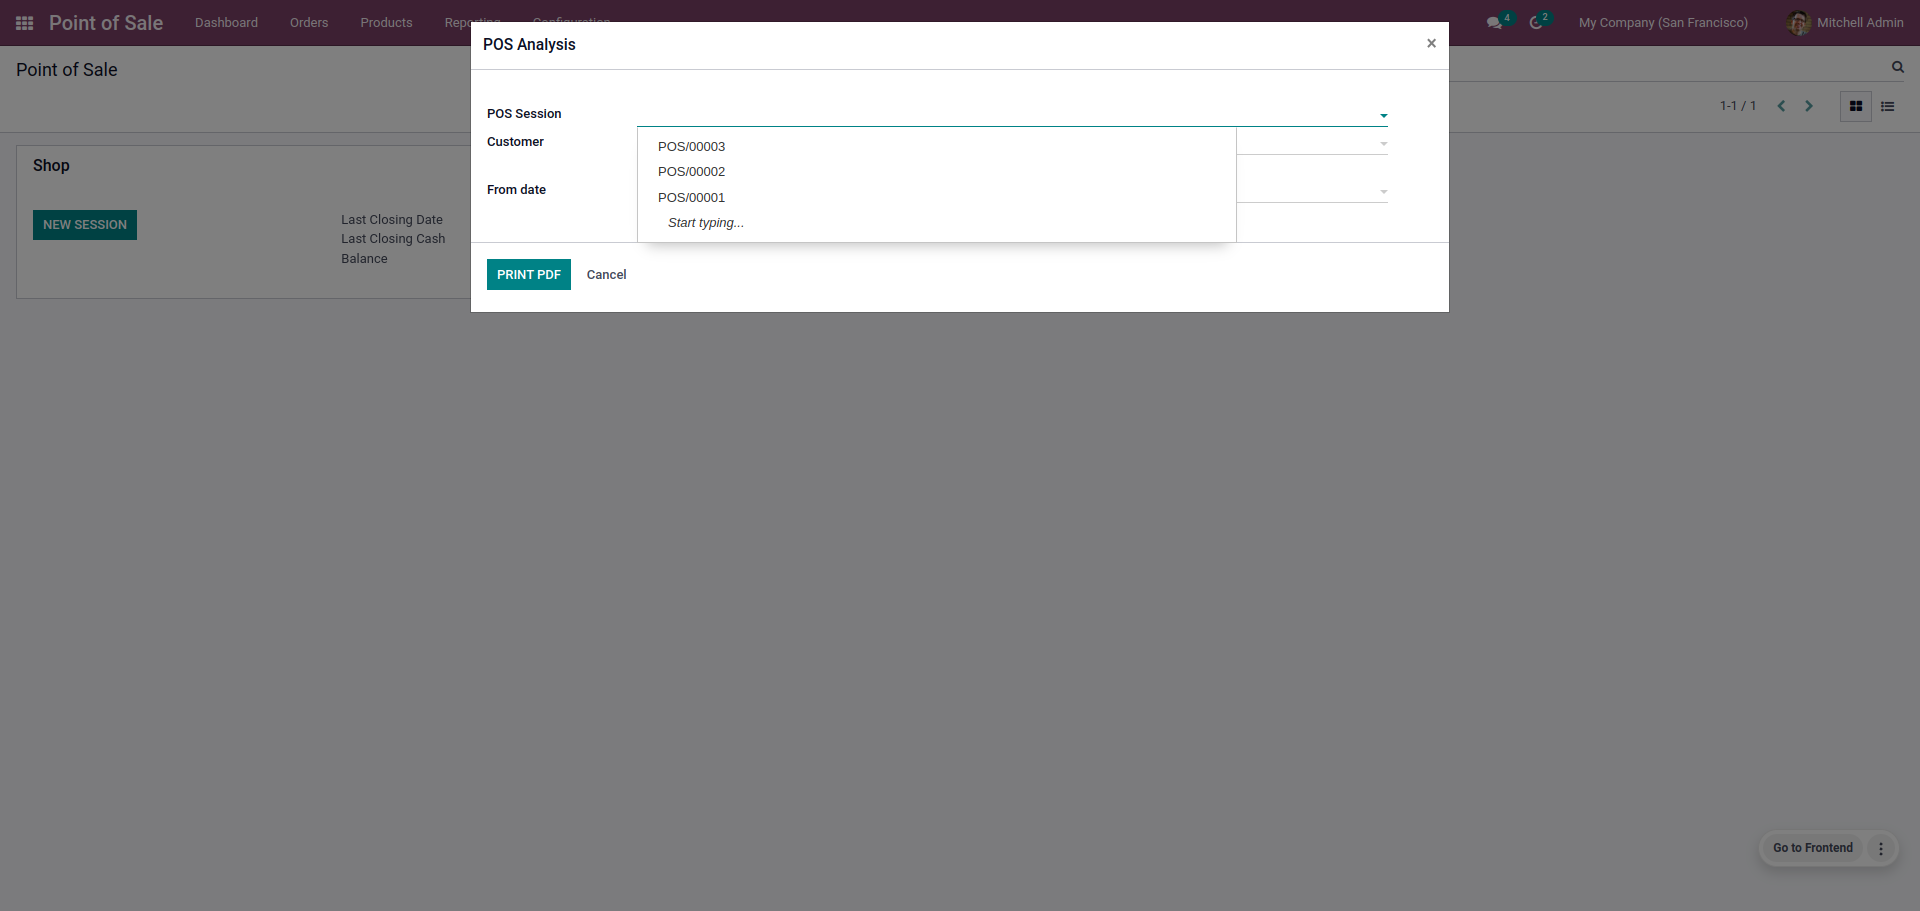 Point of Sale
Dashboard
Orders
Products
Reporting
Configuration
4
2
My Company (San Francisco)
Mitchell Admin
POS Analysis
×
Point of Sale
1-1 / 1
POS Session
Customer
From date
POS/00003
POS/00002
POS/00001
Start typing...
PRINT PDF
Cancel
Shop
NEW SESSION
Last Closing Date
Last Closing Cash
Balance
Go to Frontend